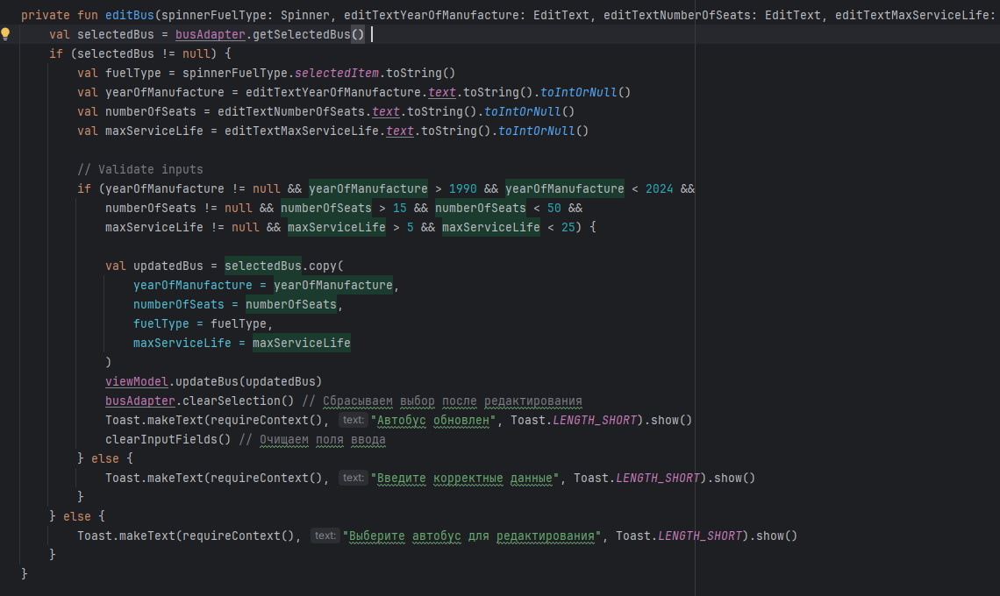 private fun editBus(spinnerFuelType: Spinner, editTextYearOfManufacture: EditText, editTextNumberOfSeats: EditText, editTextMaxServiceLife:
    val selectedBus = busAdapter.getSelectedBus()
    if (selectedBus != null) {
        val fuelType = spinnerFuelType.selectedItem.toString()
        val yearOfManufacture = editTextYearOfManufacture.text.toString().toIntOrNull()
        val numberOfSeats = editTextNumberOfSeats.text.toString().toIntOrNull()
        val maxServiceLife = editTextMaxServiceLife.text.toString().toIntOrNull()

        // Validate inputs
        if (yearOfManufacture != null && yearOfManufacture > 1990 && yearOfManufacture < 2024 &&
            numberOfSeats != null && numberOfSeats > 15 && numberOfSeats < 50 &&
            maxServiceLife != null && maxServiceLife > 5 && maxServiceLife < 25) {

            val updatedBus = selectedBus.copy(
                yearOfManufacture = yearOfManufacture,
                numberOfSeats = numberOfSeats,
                fuelType = fuelType,
                maxServiceLife = maxServiceLife
            )
            viewModel.updateBus(updatedBus)
            busAdapter.clearSelection() // Сбрасываем выбор после редактирования
            Toast.makeText(requireContext(), text: "Автобус обновлен", Toast.LENGTH_SHORT).show()
            clearInputFields() // Очищаем поля ввода
        } else {
            Toast.makeText(requireContext(), text: "Введите корректные данные", Toast.LENGTH_SHORT).show()
        }
    } else {
        Toast.makeText(requireContext(), text: "Выберите автобус для редактирования", Toast.LENGTH_SHORT).show()
    }
}